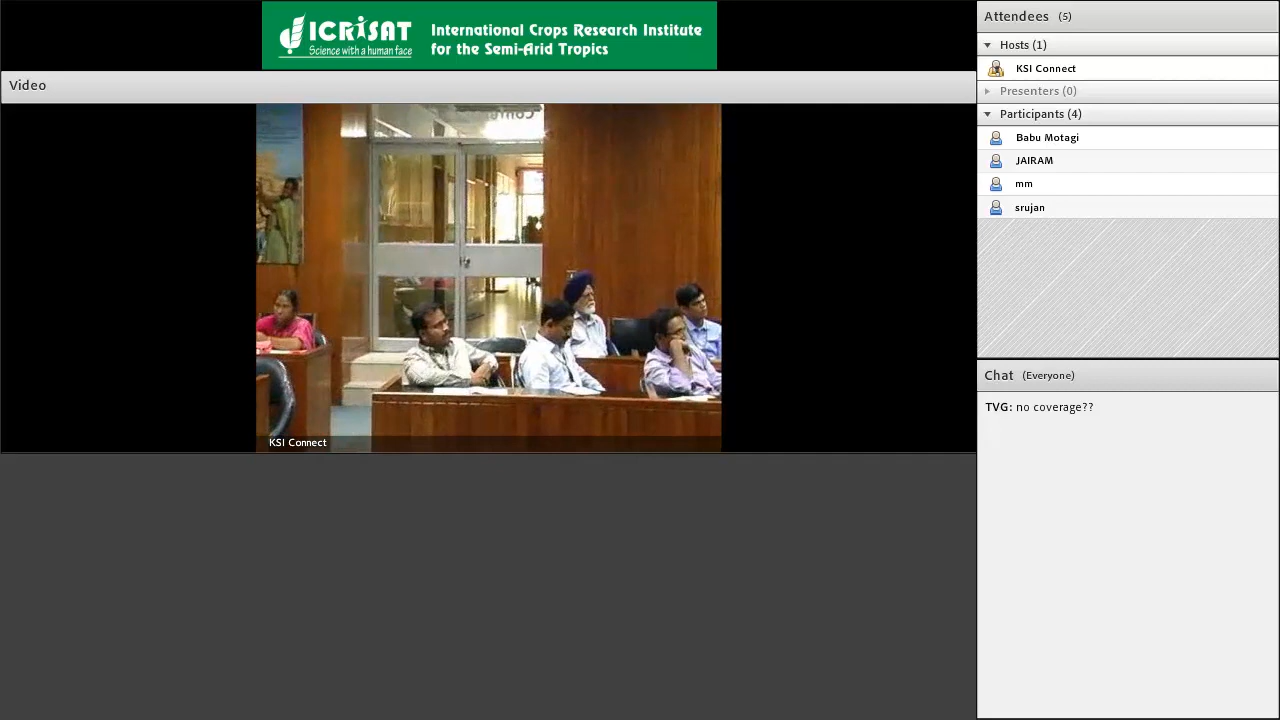 ICRISAT
Science with a human face
International Crops Research Institute
for the Semi-Arid Tropics
Video
KSI Connect
Attendees (5)
Hosts (1)
KSI Connect
Presenters (0)
Participants (4)
Babu Motagi
JAIRAM
mm
srujan
Chat (Everyone)
TVG: no coverage??